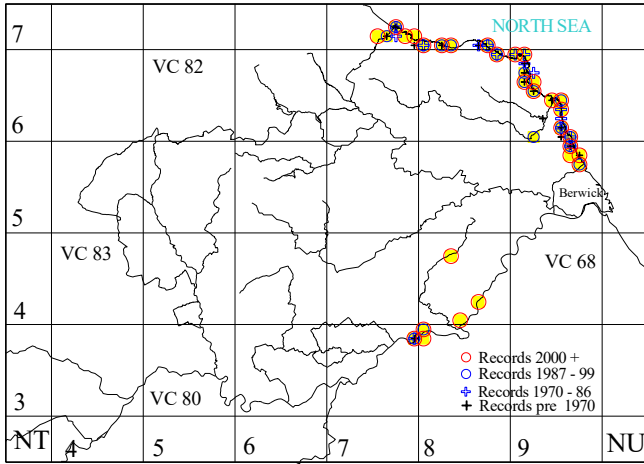 NORTH SEA
7
VC 82
6
Berwick
5
VC 83
VC 68
4
Records 2000 +
Records 1987 - 99
VC 80
Records 1970 - 86
Records pre 1970
3
NT 4 5 6 7 8 9 NU